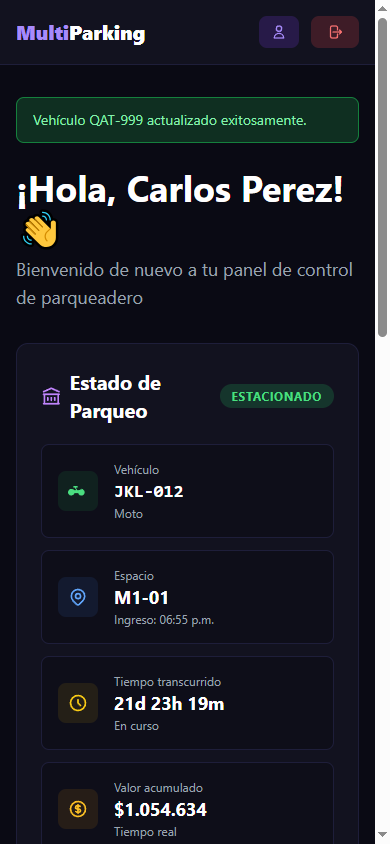 MultiParking
Vehículo QAT-999 actualizado exitosamente.
¡Hola, Carlos Perez!
👋
Bienvenido de nuevo a tu panel de control
de parqueadero
Estado de
Parqueo
ESTACIONADO
Vehículo
JKL-012
Moto
Espacio
M1-01
Ingreso: 06:55 p.m.
Tiempo transcurrido
21d 23h 19m
En curso
Valor acumulado
$1.054.634
Tiempo real